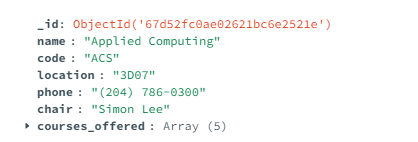 _id: ObjectId('67d52fc0ae02621bc6e2521e')
name : "Applied Computing"
code : "ACS"
location : "3D07"
phone : "(204) 786-0300"
chair : "Simon Lee"
courses_offered : Array (5)